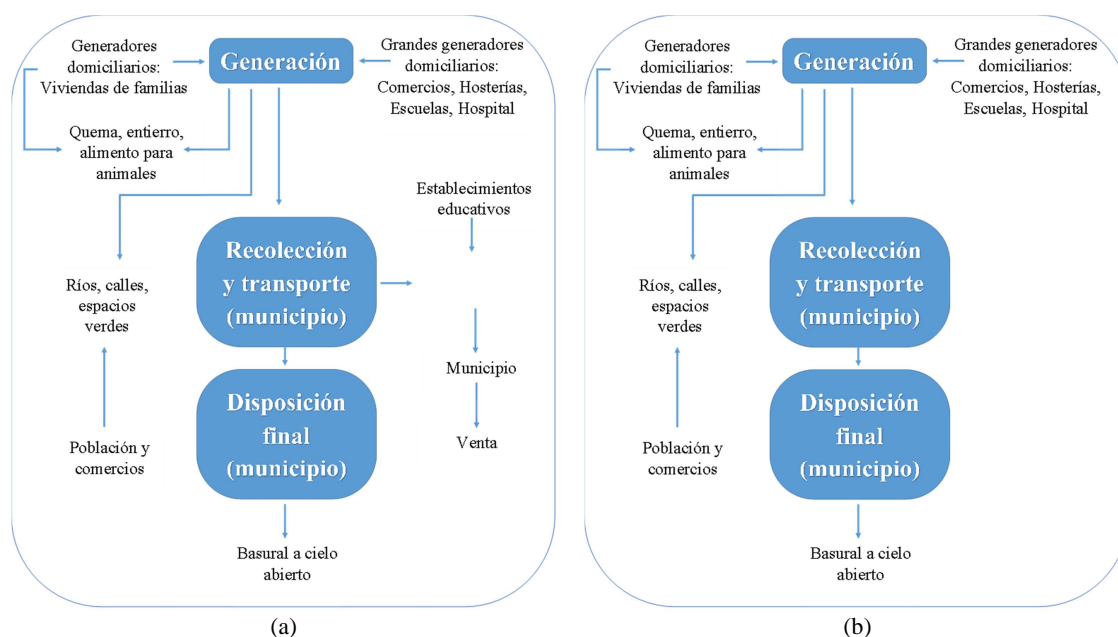 Generadores
domiciliarios:
Viviendas de familias
Generación
Grandes generadores
domiciliarios:
Comercios, Hosterías,
Escuelas, Hospital
Quema, entierro,
alimento para
animales
Establecimientos
educativos
Recolección
y transporte
(municipio)
Ríos, calles,
espacios
verdes
Municipio
Disposición
final
(municipio)
Población y
comercios
Venta
Basural a cielo
abierto
(a)
Generadores
domiciliarios:
Viviendas de familias
Generación
Grandes generadores
domiciliarios:
Comercios, Hosterías,
Escuelas, Hospital
Quema, entierro,
alimento para
animales
Recolección
y transporte
(municipio)
Ríos, calles,
espacios
verdes
Disposición
final
(municipio)
Población y
comercios
Basural a cielo
abierto
(b)